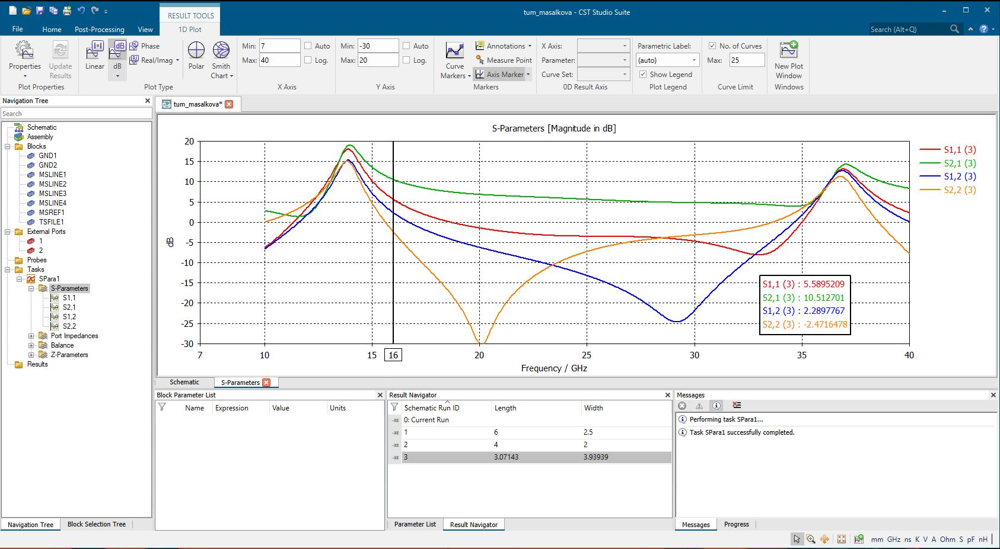 tum_masalkova - CST Studio Suite
RESULT TOOLS
File Home Post-Processing View 1D Plot
Search (Alt+Q)
Properties
Update Results
Plot Properties
Linear
dB
Phase
Real/Imag
Polar
Smith Chart
Plot Type
Min: 7 Auto
Max: 40 Log.
X Axis
Min: -30 Auto
Max: 20 Log.
Y Axis
Curve Markers
Annotations
Measure Point
Axis Marker
Markers
X Axis:
Parameter:
Curve Set:
0D Result Axis
Parametric Label:
(auto)
Show Legend
Plot Legend
No. of Curves
Max: 25
Curve Limit
New Plot Window
Windows
Navigation Tree
Search
Schematic
Assembly
Blocks
GND1
GND2
MSLINE1
MSLINE2
MSLINE3
MSLINE4
MSREF1
TSFILE1
External Ports
1
2
Probes
Tasks
SPara1
S-Parameters
S1,1
S2,1
S1,2
S2,2
Port Impedances
Balance
Z-Parameters
Results
Navigation Tree Block Selection Tree
tum_masalkova*
S-Parameters [Magnitude in dB]
20
15
10
5
0
-5
-10
-15
-20
-25
-30
dB
7 10 15 16 20 25 30 35 40
Frequency / GHz
S1,1 (3)
S2,1 (3)
S1,2 (3)
S2,2 (3)
S1,1 (3) : 5.5895209
S2,1 (3) : 10.512701
S1,2 (3) : 2.2897767
S2,2 (3) : -2.4716478
Schematic S-Parameters
Block Parameter List
Name Expression Value Units
Result Navigator
Schematic Run ID Length Width
0: Current Run
1 6 2.5
2 4 2
3 3.07143 3.93939
Parameter List Result Navigator
Messages
Performing task SPara1...
Task SPara1 successfully completed.
Messages Progress
mm GHz ns K V A Ohm S pF nH